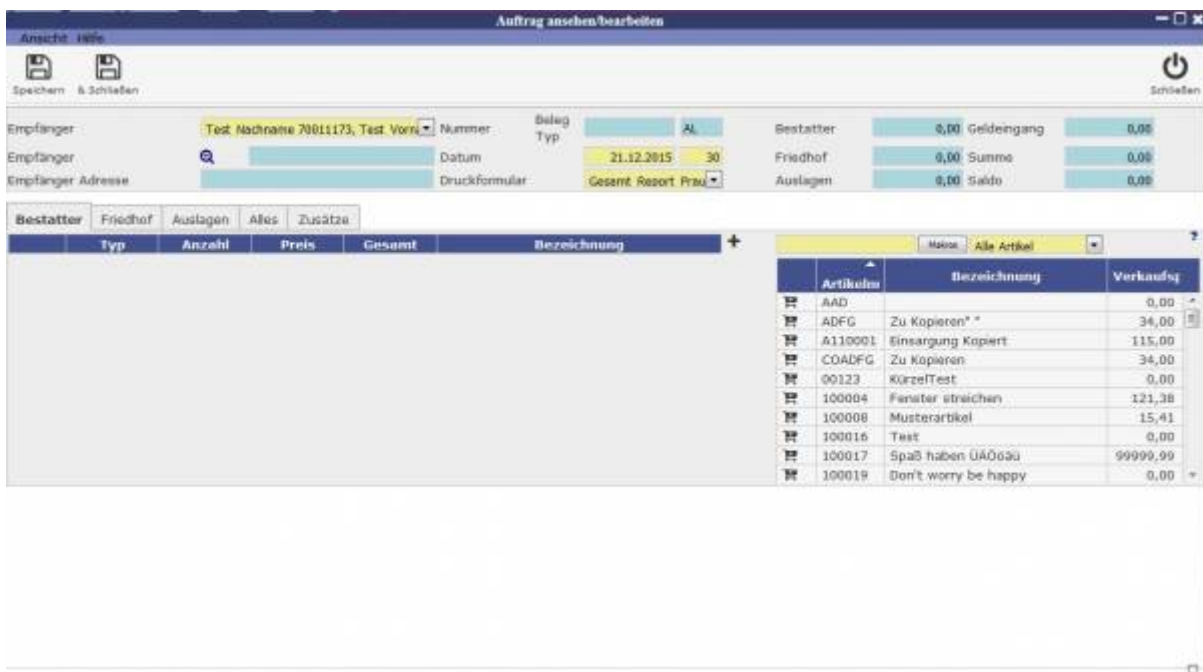 Auftrag ansehen/bearbeiten
Ansicht Hilfe
Speichern & Schließen Schließen
Empfänger Test Nachname 70011173, Test Vorn Nummer Beleg Typ AL Bestatter 0,00 Geldeingang 0,00
Empfänger Datum 21.12.2015 30 Friedhof 0,00 Summe 0,00
Empfänger Adresse Druckformular Gesamt Report Frau Auslagen 0,00 Saldo 0,00
Bestatter Friedhof Auslagen Alles Zusätze
Typ Anzahl Preis Gesamt Bezeichnung + Makros Alle Artikel ?
Artikelnu Bezeichnung Verkaufsp
AAD 0,00
ADFG Zu Kopieren" " 34,00
A110001 Einsargung Kopiert 115,00
COADFG Zu Kopieren 34,00
00123 KürzelTest 0,00
100004 Fenster streichen 121,38
100008 Musterartikel 15,41
100016 Test 0,00
100017 Spaß haben ÜÄÖöäü 99999,99
100019 Don't worry be happy 0,00